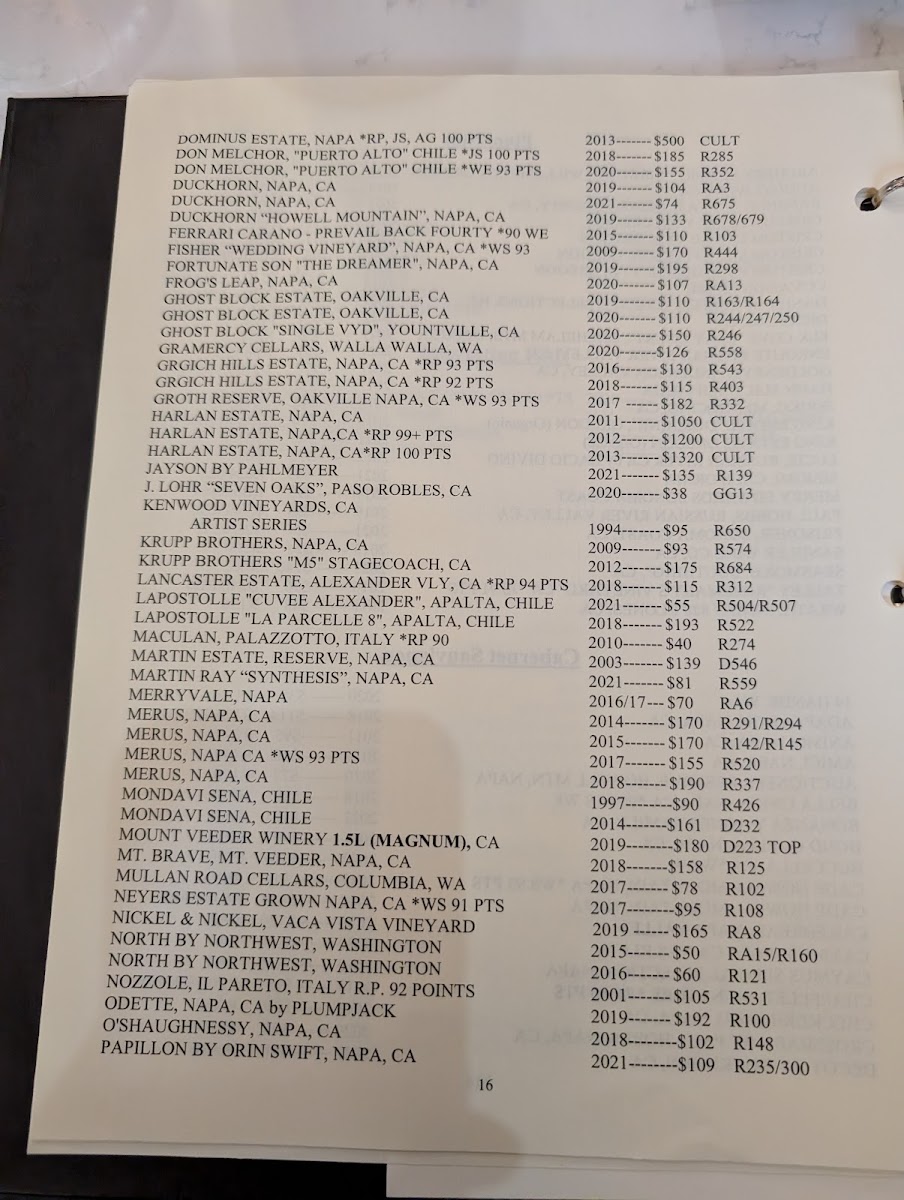 DOMINUS ESTATE, NAPA *RP, JS, AG 100 PTS 2013------- $500 CULT
DON MELCHOR, "PUERTO ALTO" CHILE *JS 100 PTS 2018------- $185 R285
DON MELCHOR, "PUERTO ALTO" CHILE *WE 93 PTS 2020------- $155 R352
DUCKHORN, NAPA, CA 2019------- $104 RA3
DUCKHORN, NAPA, CA 2021------- $74 R675
DUCKHORN “HOWELL MOUNTAIN”, NAPA, CA 2019------- $133 R678/679
FERRARI CARANO - PREVAIL BACK FOURTY *90 WE 2015------- $110 R103
FISHER “WEDDING VINEYARD”, NAPA, CA *WS 93 2009------- $170 R444
FORTUNATE SON "THE DREAMER", NAPA, CA 2019------- $195 R298
FROG'S LEAP, NAPA, CA 2020------- $107 RA13
GHOST BLOCK ESTATE, OAKVILLE, CA 2019------- $110 R163/R164
GHOST BLOCK ESTATE, OAKVILLE, CA 2020------- $110 R244/247/250
GHOST BLOCK "SINGLE VYD", YOUNTVILLE, CA 2020------- $150 R246
GRAMERCY CELLARS, WALLA WALLA, WA 2020-------$126 R558
GRGICH HILLS ESTATE, NAPA, CA *RP 93 PTS 2016------- $130 R543
GRGICH HILLS ESTATE, NAPA, CA *RP 92 PTS 2018------- $115 R403
GROTH RESERVE, OAKVILLE NAPA, CA *WS 93 PTS 2017 ------ $182 R332
HARLAN ESTATE, NAPA, CA 2011------- $1050 CULT
HARLAN ESTATE, NAPA,CA *RP 99+ PTS 2012------- $1200 CULT
HARLAN ESTATE, NAPA, CA*RP 100 PTS 2013------- $1320 CULT
JAYSON BY PAHLMEYER 2021------- $135 R139
J. LOHR “SEVEN OAKS”, PASO ROBLES, CA 2020------- $38 GG13
KENWOOD VINEYARDS, CA
ARTIST SERIES 1994------- $95 R650
KRUPP BROTHERS, NAPA, CA 2009------- $93 R574
KRUPP BROTHERS "M5" STAGECOACH, CA 2012------- $175 R684
LANCASTER ESTATE, ALEXANDER VLY, CA *RP 94 PTS 2018------- $115 R312
LAPOSTOLLE "CUVEE ALEXANDER", APALTA, CHILE 2021------- $55 R504/R507
LAPOSTOLLE "LA PARCELLE 8", APALTA, CHILE 2018------- $193 R522
MACULAN, PALAZZOTTO, ITALY *RP 90 2010------- $40 R274
MARTIN ESTATE, RESERVE, NAPA, CA 2003------- $139 D546
MARTIN RAY “SYNTHESIS”, NAPA, CA 2021------- $81 R559
MERRYVALE, NAPA 2016/17--- $70 RA6
MERUS, NAPA, CA 2014------- $170 R291/R294
MERUS, NAPA, CA 2015------- $170 R142/R145
MERUS, NAPA CA *WS 93 PTS 2017------- $155 R520
MERUS, NAPA, CA 2018------- $190 R337
MONDAVI SENA, CHILE 1997--------$90 R426
MONDAVI SENA, CHILE 2014-------$161 D232
MOUNT VEEDER WINERY 1.5L (MAGNUM), CA 2019--------$180 D223 TOP
MT. BRAVE, MT. VEEDER, NAPA, CA 2018-------$158 R125
MULLAN ROAD CELLARS, COLUMBIA, WA 2017------- $78 R102
NEYERS ESTATE GROWN NAPA, CA *WS 91 PTS 2017-------$95 R108
NICKEL & NICKEL, VACA VISTA VINEYARD 2019 ------ $165 RA8
NORTH BY NORTHWEST, WASHINGTON 2015------- $50 RA15/R160
NORTH BY NORTHWEST, WASHINGTON 2016------- $60 R121
NOZZOLE, IL PARETO, ITALY R.P. 92 POINTS 2001------- $105 R531
ODETTE, NAPA, CA by PLUMPJACK 2019------- $192 R100
O'SHAUGHNESSY, NAPA, CA 2018--------$102 R148
PAPILLON BY ORIN SWIFT, NAPA, CA 2021--------$109 R235/300
16